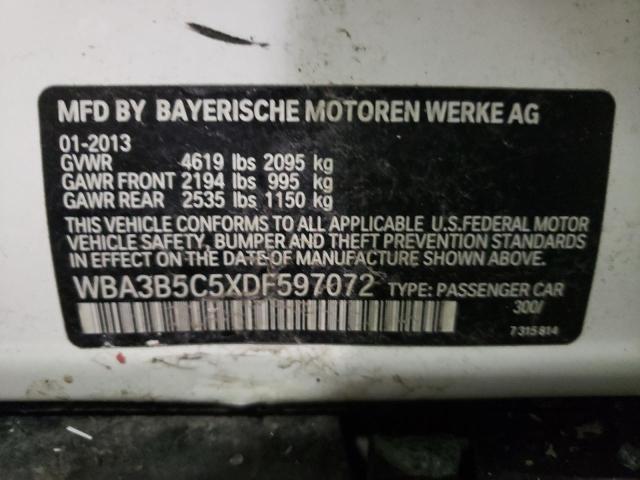 MFD BY BAYERISCHE MOTOREN WERKE AG
01-2013
GVWR 4619 lbs 2095 kg
GAWR FRONT 2194 lbs 995 kg
GAWR REAR 2535 lbs 1150 kg
THIS VEHICLE CONFORMS TO ALL APPLICABLE U.S.FEDERAL MOTOR
VEHICLE SAFETY, BUMPER AND THEFT PREVENTION STANDARDS
IN EFFECT ON THE DATE OF MANUFACTURE SHOWN ABOVE.
WBA3B5C5XDF597072 TYPE: PASSENGER CAR
300/
7 315 814